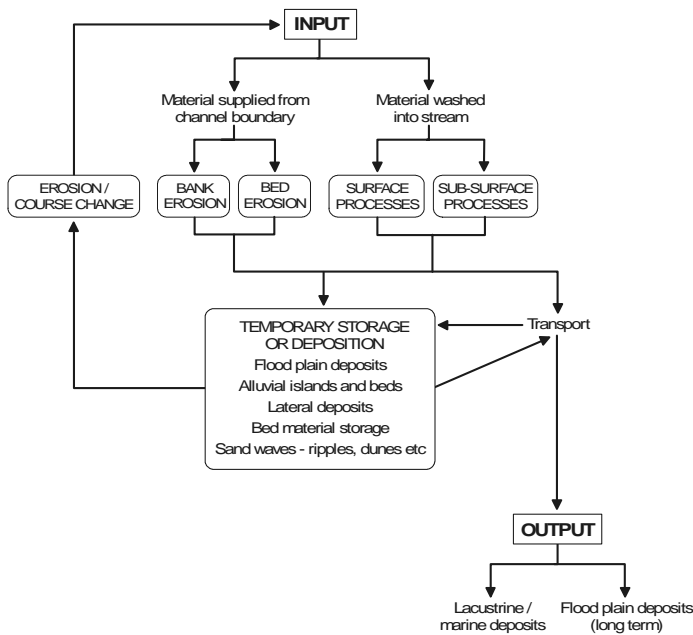 INPUT
Material supplied from
channel boundary
Material washed
into stream
EROSION /
COURSE CHANGE
BANK
EROSION
BED
EROSION
SURFACE
PROCESSES
SUB-SURFACE
PROCESSES
TEMPORARY STORAGE
OR DEPOSITION
Flood plain deposits
Alluvial islands and beds
Lateral deposits
Bed material storage
Sand waves - ripples, dunes etc
Transport
OUTPUT
Lacustrine /
marine deposits
Flood plain deposits
(long term)